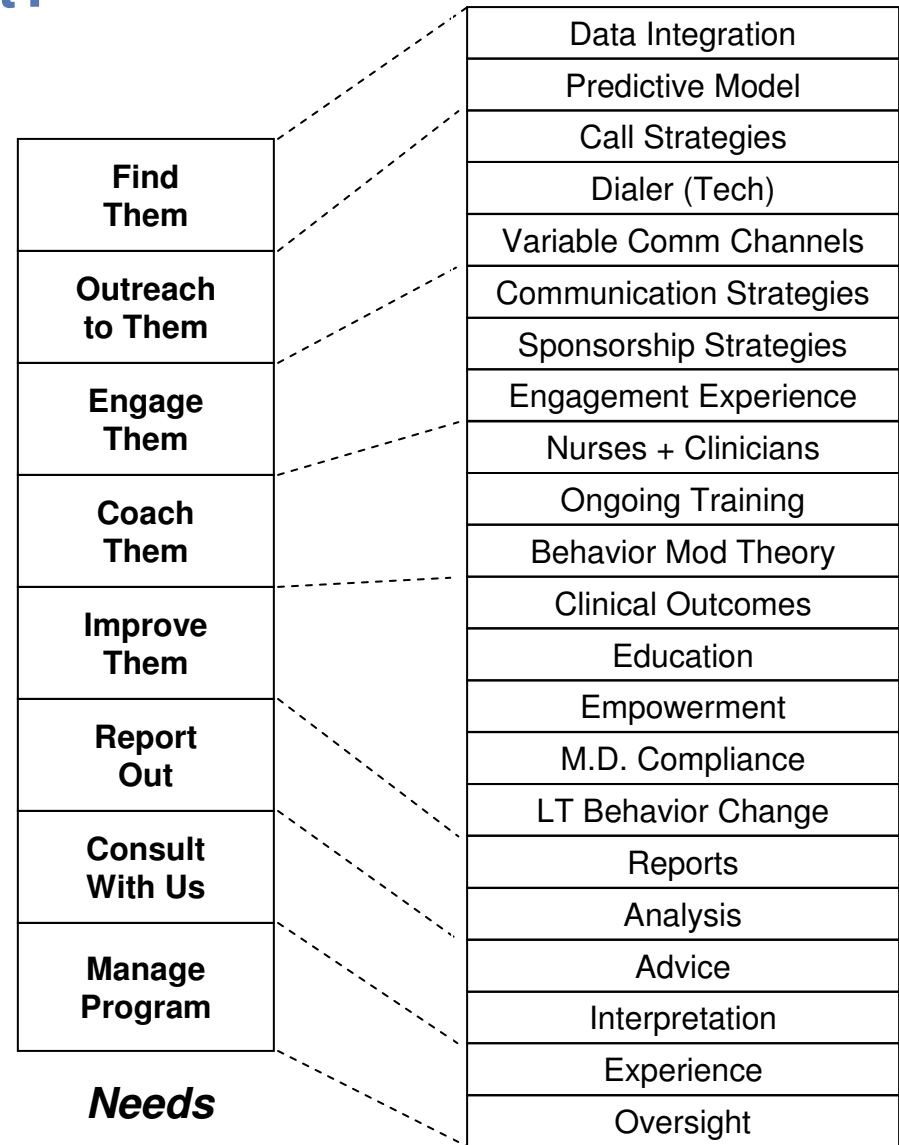 Find
Them
Outreach
to Them
Engage
Them
Coach
Them
Improve
Them
Report
Out
Consult
With Us
Manage
Program
Needs
Data Integration
Predictive Model
Call Strategies
Dialer (Tech)
Variable Comm Channels
Communication Strategies
Sponsorship Strategies
Engagement Experience
Nurses + Clinicians
Ongoing Training
Behavior Mod Theory
Clinical Outcomes
Education
Empowerment
M.D. Compliance
LT Behavior Change
Reports
Analysis
Advice
Interpretation
Experience
Oversight